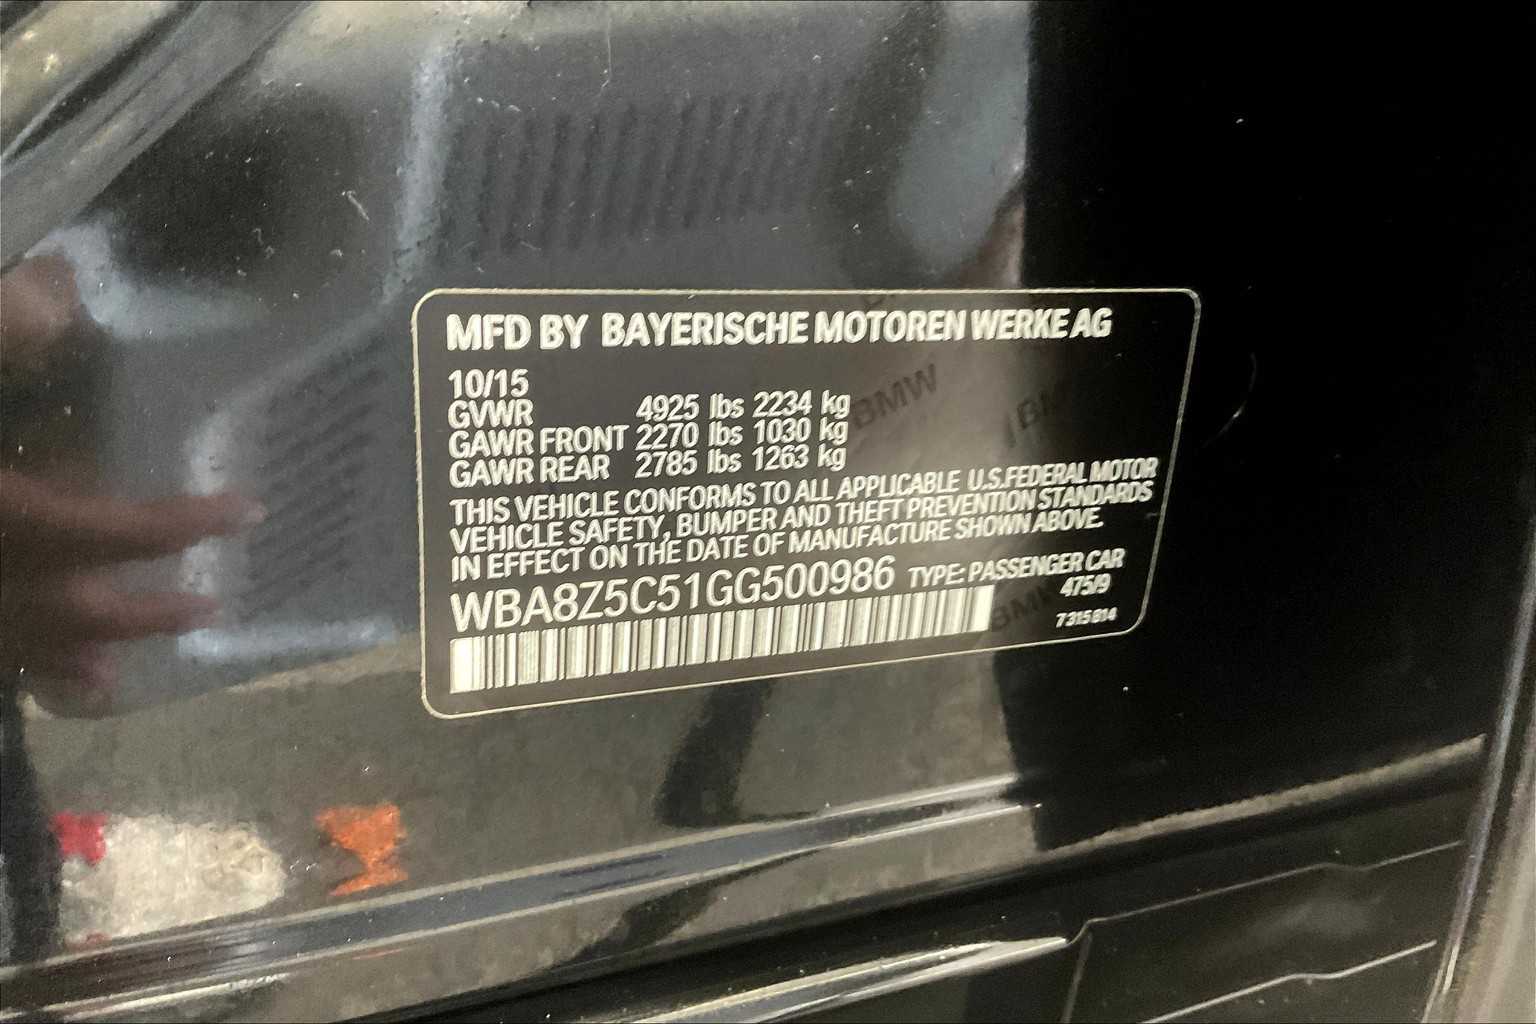 MFD BY BAYERISCHE MOTOREN WERKE AG
10/15
GVWR 4925 lbs 2234 kg
GAWR FRONT 2270 lbs 1030 kg
GAWR REAR 2785 lbs 1263 kg
THIS VEHICLE CONFORMS TO ALL APPLICABLE U.S.FEDERAL MOTOR
VEHICLE SAFETY, BUMPER AND THEFT PREVENTION STANDARDS
IN EFFECT ON THE DATE OF MANUFACTURE SHOWN ABOVE.
WBA8Z5C51GG500986 TYPE: PASSENGER CAR
475/9
7315814
BMW